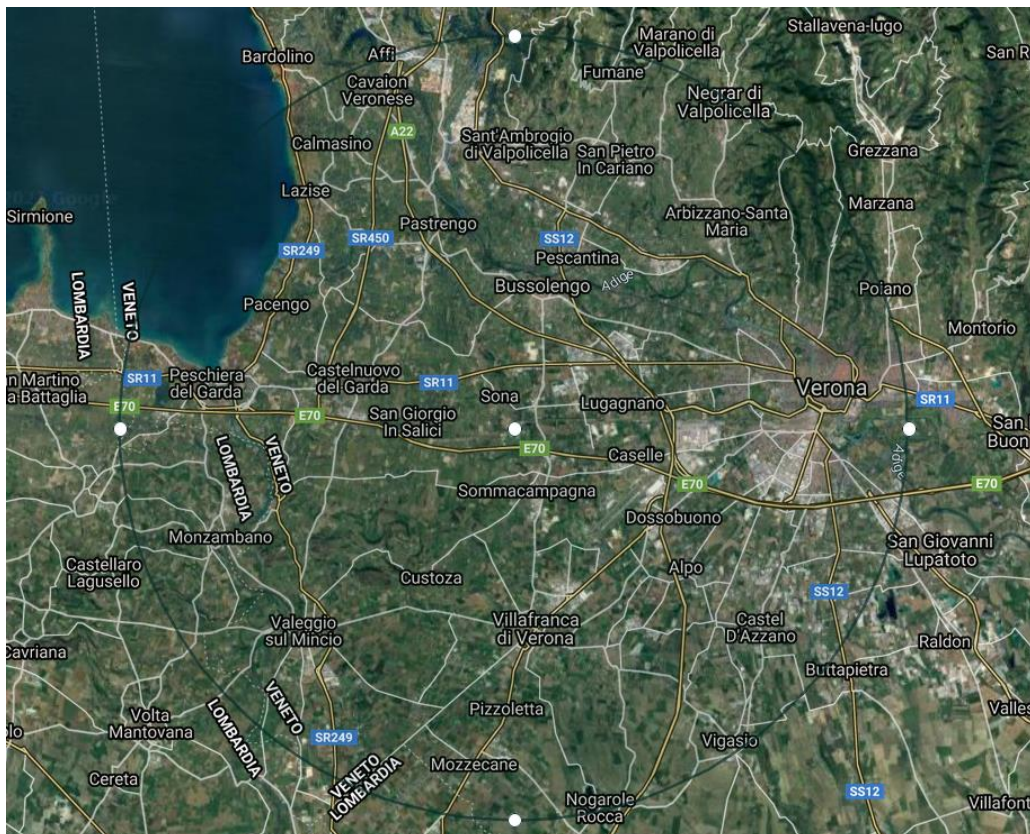 Stallavena-lugo
Marano di
Valpolicella
Bardolino
Affi
San R
Fumane
Cavaion
Veronese
Negrar di
Valpolicella
A22
Calmasino
Sant'Ambrogio
di Valpolicella
San Pietro
In Cariano
Grezzana
Lazise
Marzana
Sirmione
Pastrengo
Arbizzano-Santa
Maria
SR249
SR450
SS12
Pescantina
Bussolengo
Adige
Poiano
LOMBARDIA
VENETO
Pacengo
Montorio
SR11
Peschiera
del Garda
Castelnuovo
del Garda
SR11
an Martino
a Battaglia
Sona
Lugagnano
Verona
SR11
E70
E70
San Giorgio
In Salici
San
Buon
E70
Caselle
Adige
LOMBARDIA
VENETO
Sommacampagna
E70
E70
Dossobuono
Monzambano
San Giovanni
Lupatoto
Castellaro
Lagusello
Custoza
Alpo
SS12
Valeggio
sul Mincio
Villafranca
di Verona
Castel
D'Azzano
Raldon
Cavriana
Buttapietra
VENETO
LOMBARDIA
Volta
Mantovana
Pizzoletta
Valles
olo
SR249
Vigasio
VENETO
LOMBARDIA
Mozzecane
Cereta
SS12
Nogarole
Rocca
Villafont